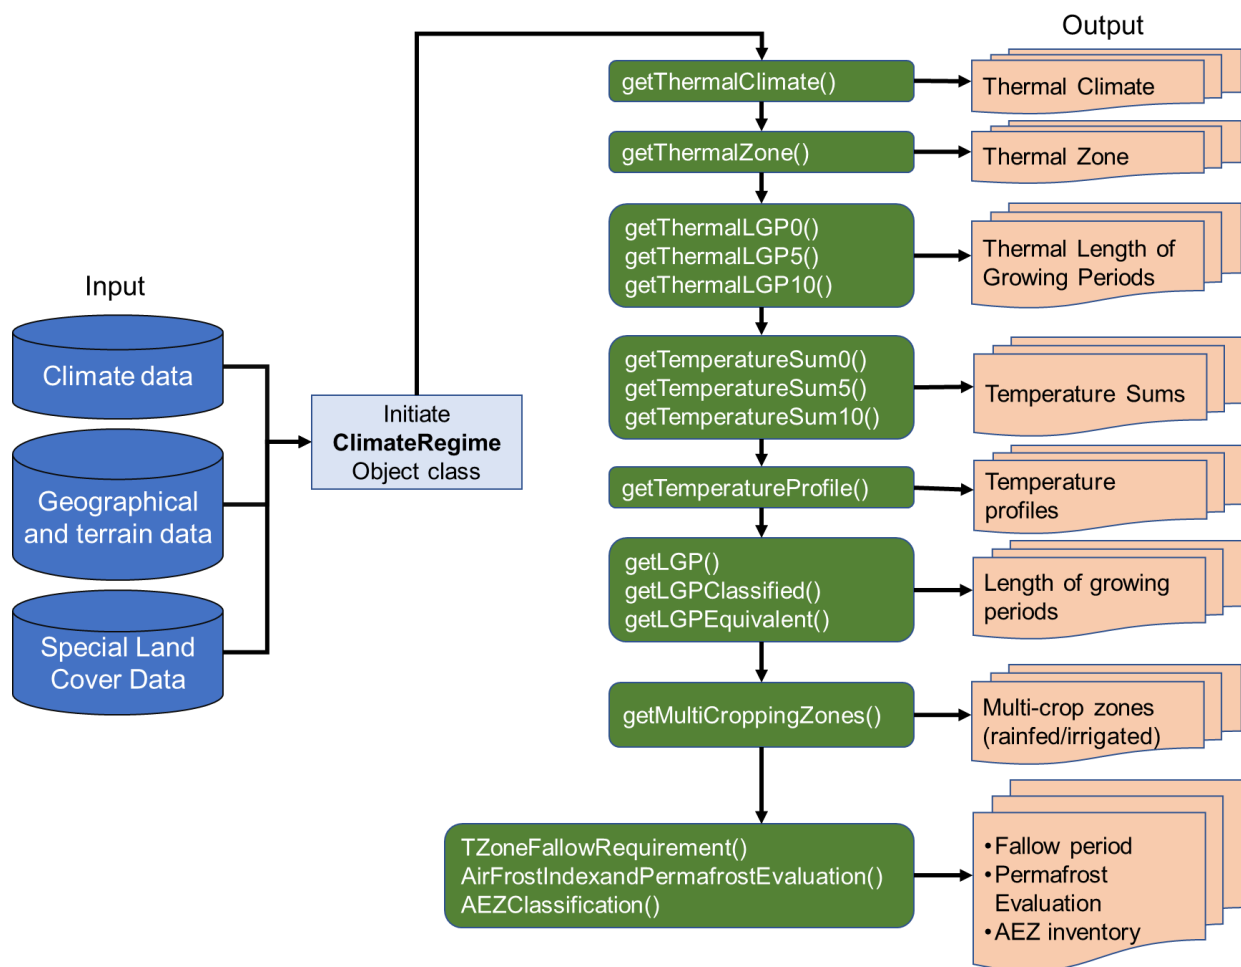 Input
Climate data
Geographical
and terrain data
Special Land
Cover Data
Initiate
ClimateRegime
Object class
getThermalClimate()
getThermalZone()
getThermalLGP0()
getThermalLGP5()
getThermalLGP10()
getTemperatureSum0()
getTemperatureSum5()
getTemperatureSum10()
getTemperatureProfile()
getLGP()
getLGPClassified()
getLGPEquivalent()
getMultiCroppingZones()
TZoneFallowRequirement()
AirFrostIndexandPermafrostEvaluation()
AEZClassification()
Output
Thermal Climate
Thermal Zone
Thermal Length of
Growing Periods
Temperature Sums
Temperature
profiles
Length of growing
periods
Multi-crop zones
(rainfed/irrigated)
•Fallow period
•Permafrost
Evaluation
•AEZ inventory